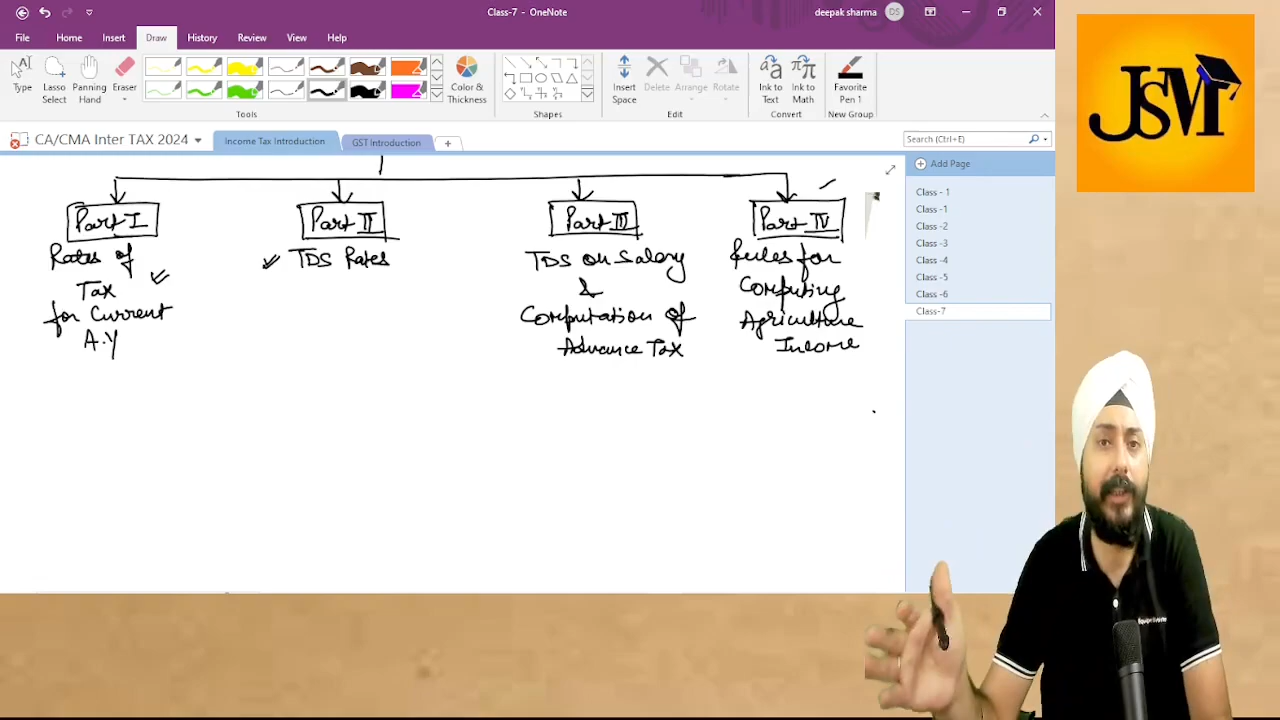 Class-7 - OneNote
deepak sharma
DS
File
Home
Insert
Draw
History
Review
View
Help
Type
Lasso
Select
Panning
Hand
Eraser
Color &
Thickness
Insert
Space
Delete
Arrange
Rotate
Ink to
Text
Ink to
Math
Favorite
Pen 1
Tools
Shapes
Edit
Convert
New Group
CA/CMA Inter TAX 2024
Income Tax Introduction
GST Introduction
Search (Ctrl+E)
Add Page
Class - 1
Class -1
Class -2
Class -3
Class -4
Class -5
Class -6
Class-7
Part I
Rates of
Tax
for Current
A.Y
Part II
TDS Rates
Part III
TDS on Salary
&
Computation of
Advance Tax
Part IV
Rules for
Computing
Agriculture
Income
JSM